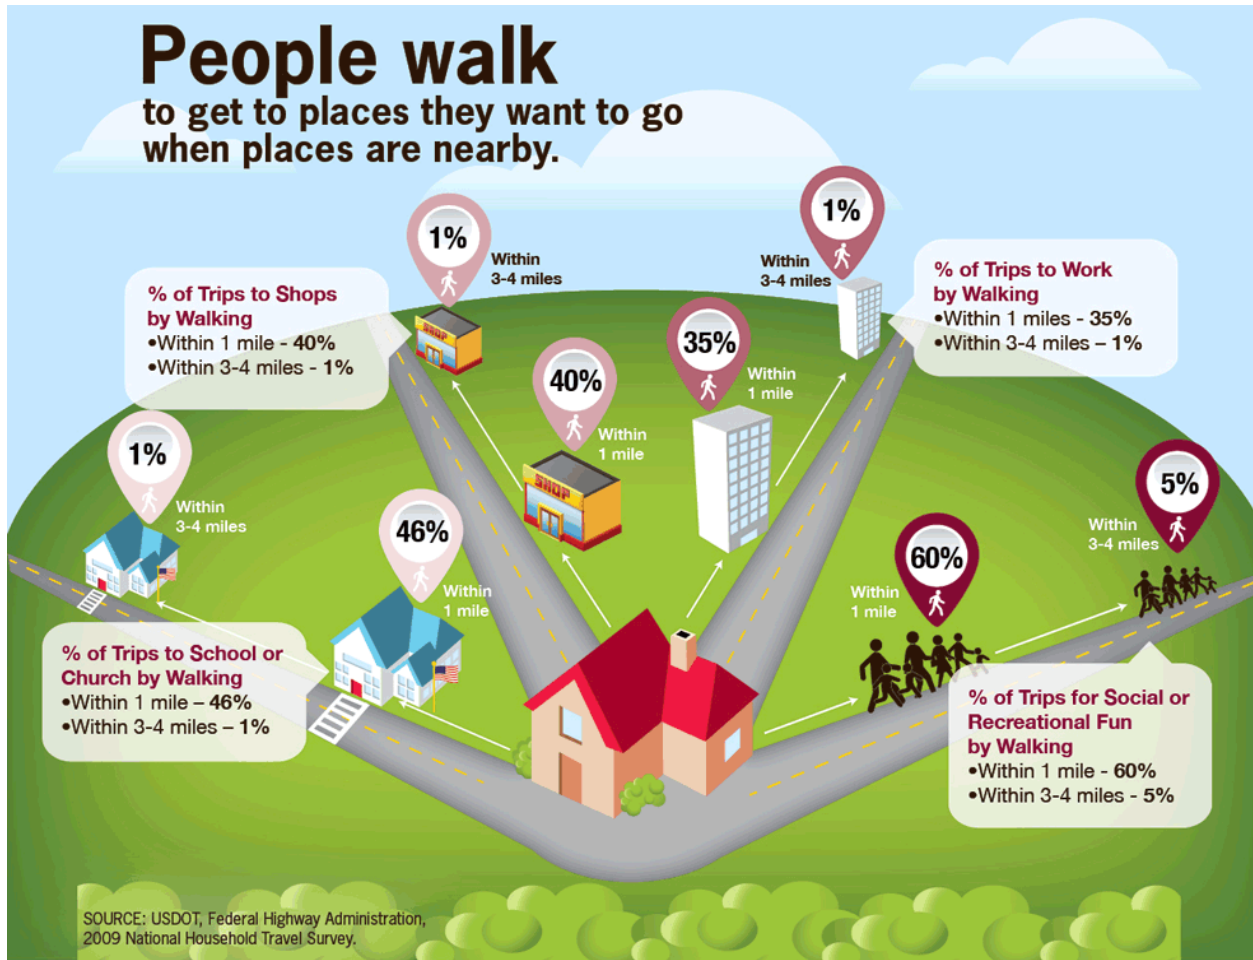 People walk
to get to places they want to go
when places are nearby.
1%
Within
3-4 miles
1%
Within
3-4 miles
% of Trips to Shops
by Walking
•Within 1 mile - 40%
•Within 3-4 miles - 1%
% of Trips to Work
by Walking
•Within 1 miles - 35%
•Within 3-4 miles – 1%
SHOP
40%
Within
1 mile
35%
Within
1 mile
1%
Within
3-4 miles
46%
Within
1 mile
SHOP
60%
Within
1 mile
5%
Within
3-4 miles
% of Trips to School or
Church by Walking
•Within 1 mile – 46%
•Within 3-4 miles – 1%
% of Trips for Social or
Recreational Fun
by Walking
•Within 1 mile - 60%
•Within 3-4 miles - 5%
SOURCE: USDOT, Federal Highway Administration,
2009 National Household Travel Survey.